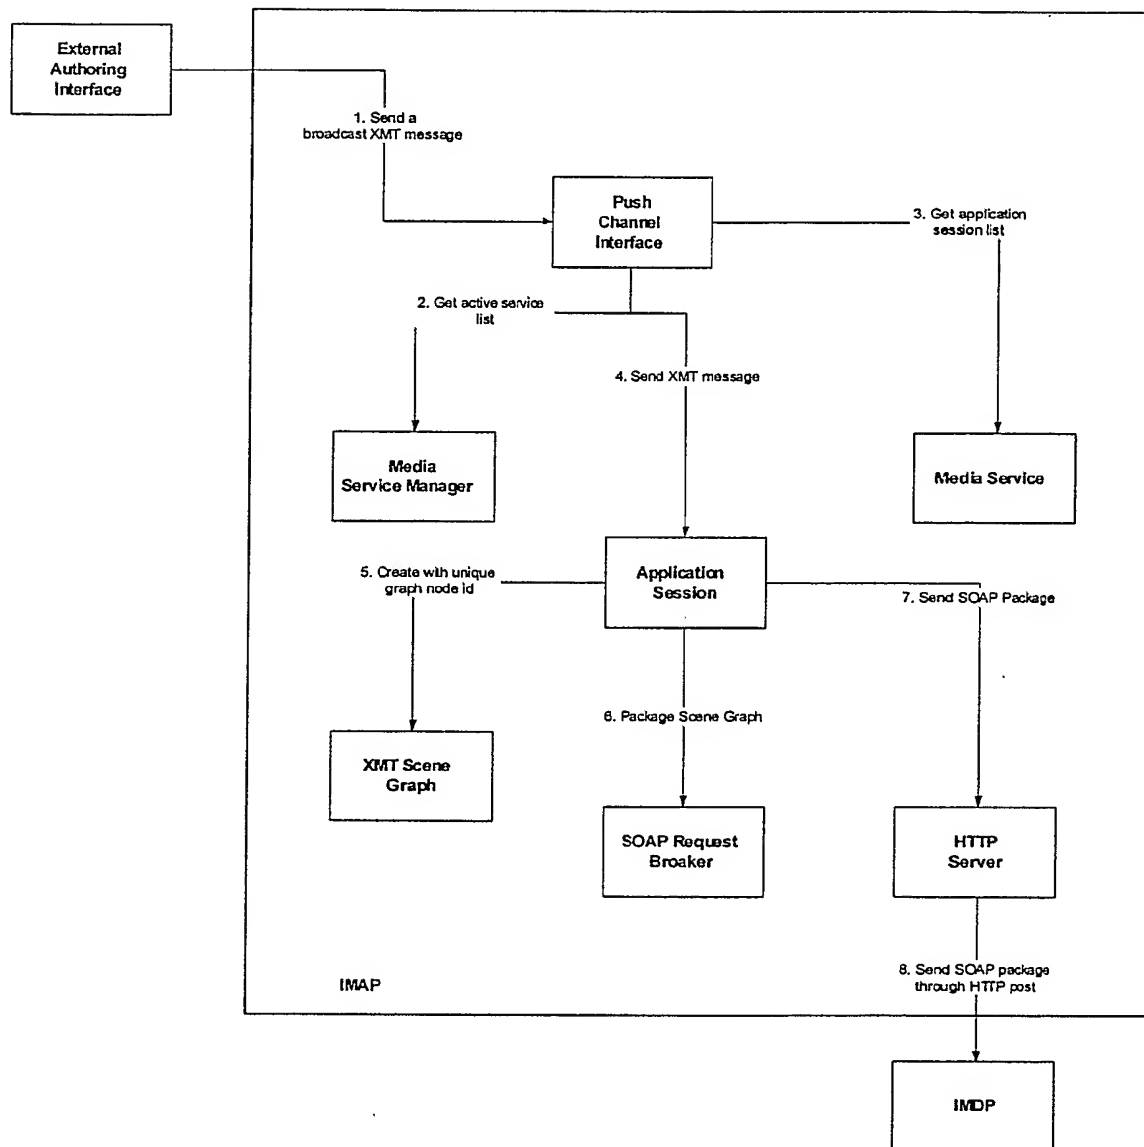 External
Authoring
Interface
1. Send a
broadcast XMT message
Push
Channel
Interface
3. Get application
session list
2. Get active service
list
4. Send XMT message
Media
Service Manager
Media Service
5. Create with unique
graph node id
Application
Session
7. Send SOAP Package
6. Package Scene Graph
XMT Scene
Graph
SOAP Request
Broaker
HTTP
Server
8. Send SOAP package
through HTTP post
IMAP
IMDP